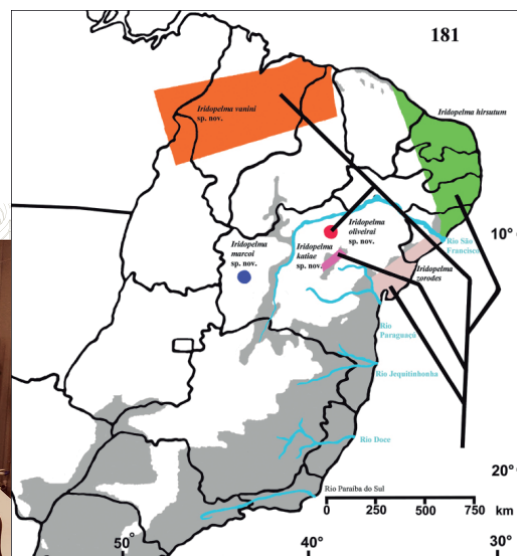 181
Iridopelma hirsutum
Iridopelma vanini
sp. nov.
Iridopelma
oliveirai
sp. nov.
10°
Rio São
Francisco
Iridopelma
marcoi
sp. nov.
Iridopelma
katiae
sp. nov.
Iridopelma
zorodes
Rio
Paraguaçú
Rio Jequitinhonha
Rio Doce
20°
Rio Paraíba do Sul
0 250 500 750
km
50°
40°
30°